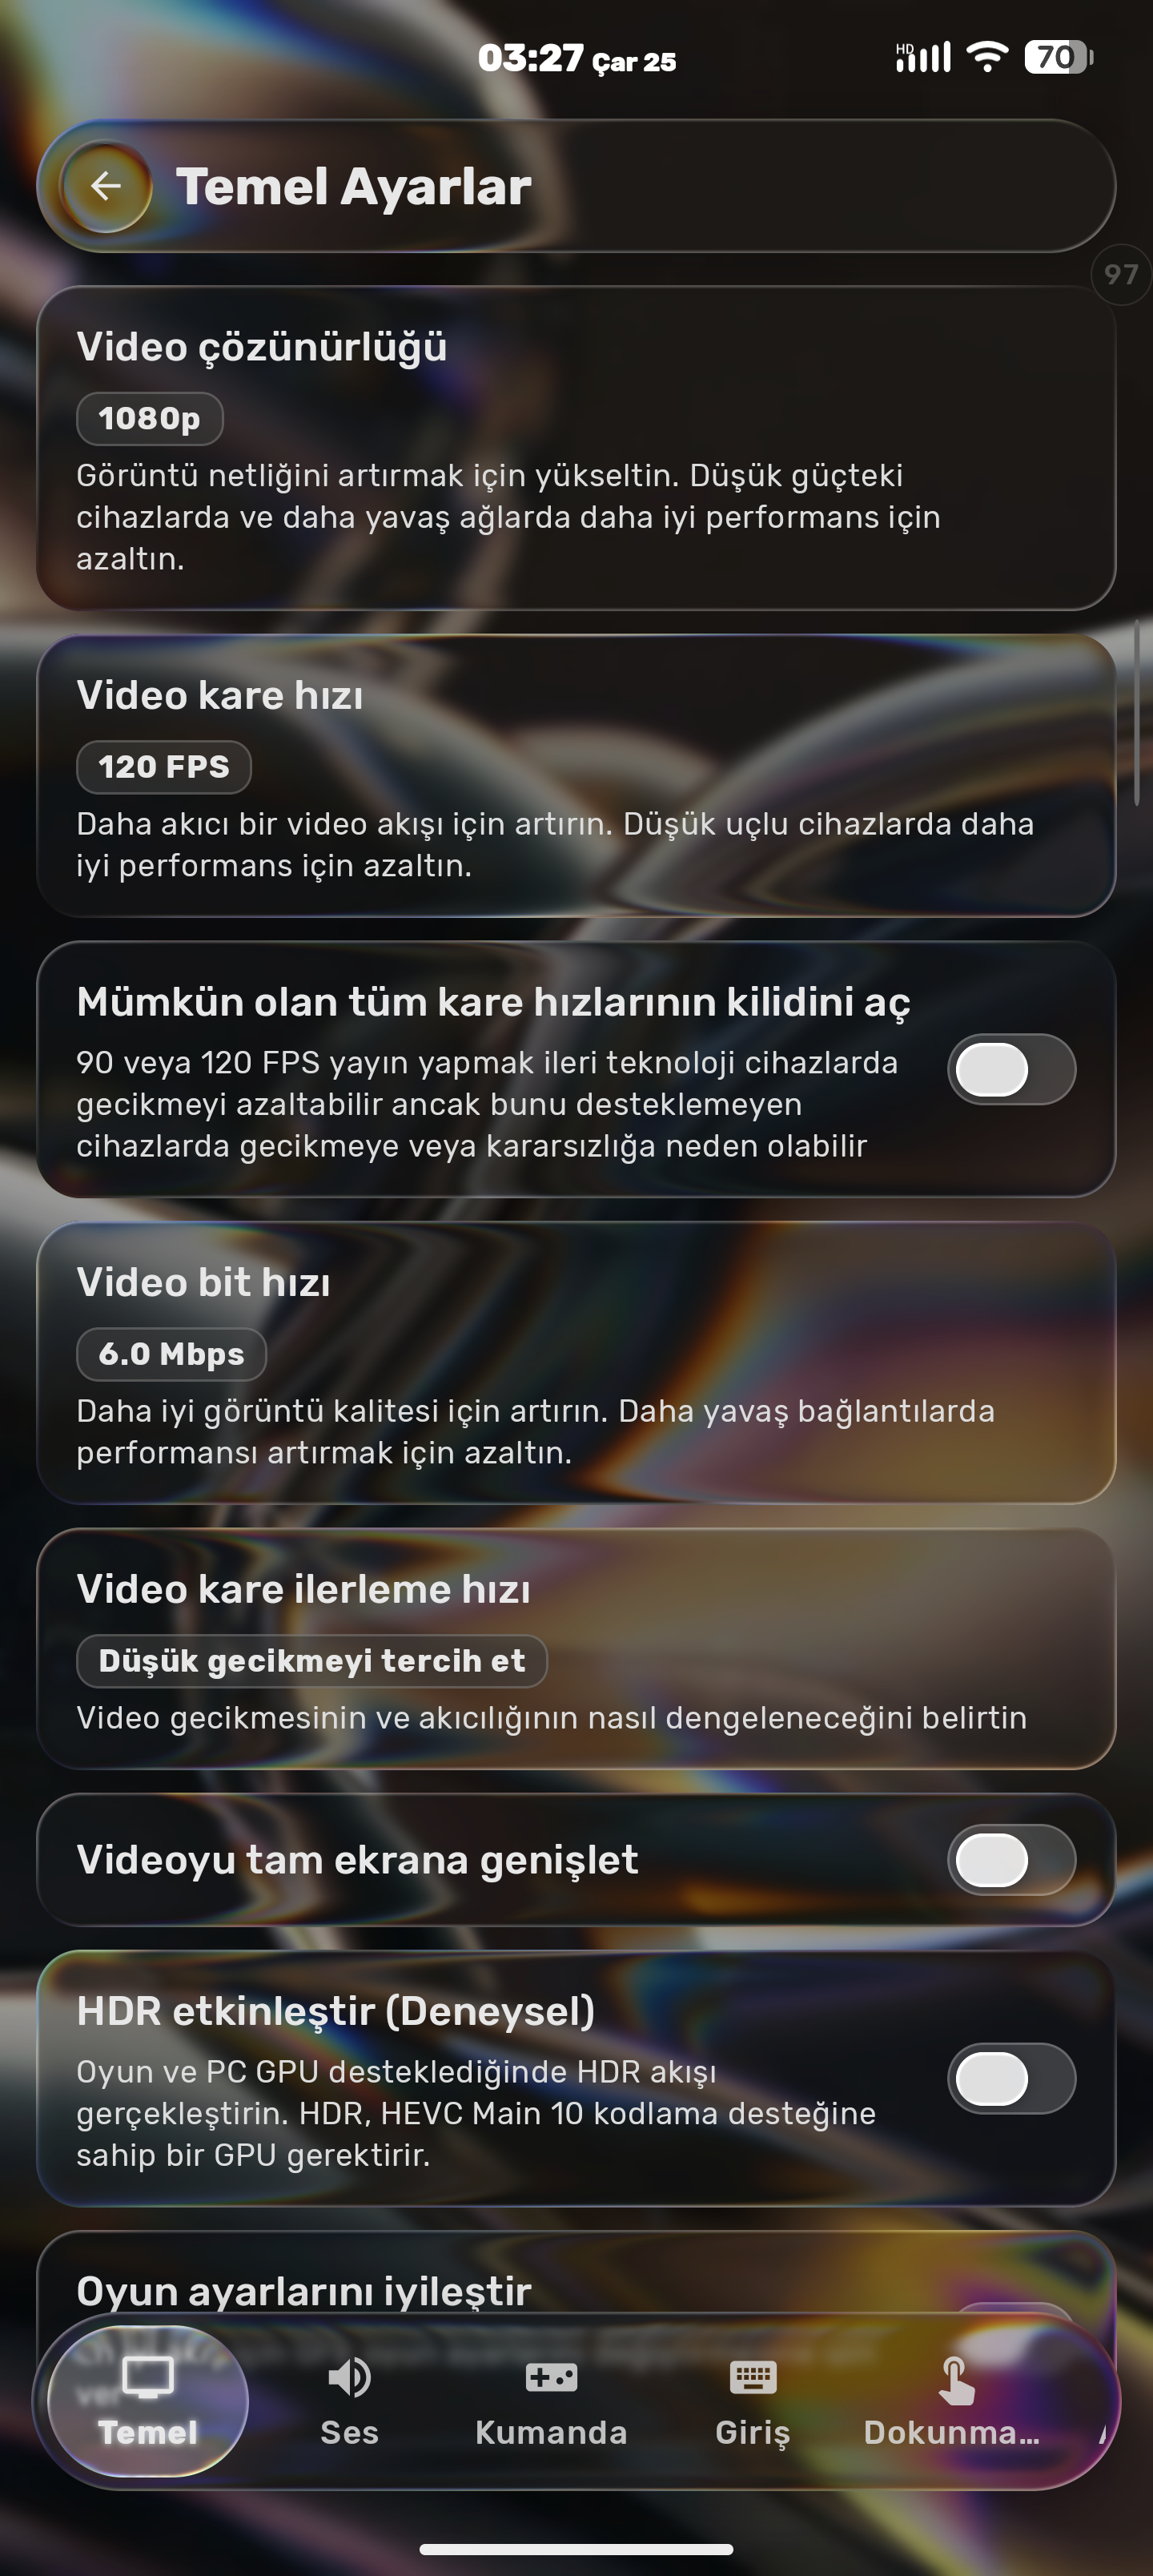 03:27 Çar 25
HD
70
Temel Ayarlar
97
Video çözünürlüğü
1080p
Görüntü netliğini artırmak için yükseltin. Düşük güçteki
cihazlarda ve daha yavaş ağlarda daha iyi performans için
azaltın.
Video kare hızı
120 FPS
Daha akıcı bir video akışı için artırın. Düşük uçlu cihazlarda daha
iyi performans için azaltın.
Mümkün olan tüm kare hızlarının kilidini aç
90 veya 120 FPS yayın yapmak ileri teknoloji cihazlarda
gecikmeyi azaltabilir ancak bunu desteklemeyen
cihazlarda gecikmeye veya kararsızlığa neden olabilir
Video bit hızı
6.0 Mbps
Daha iyi görüntü kalitesi için artırın. Daha yavaş bağlantılarda
performansı artırmak için azaltın.
Video kare ilerleme hızı
Düşük gecikmeyi tercih et
Video gecikmesinin ve akıcılığının nasıl dengeleneceğini belirtin
Videoyu tam ekrana genişlet
HDR etkinleştir (Deneysel)
Oyun ve PC GPU desteklediğinde HDR akışı
gerçekleştirin. HDR, HEVC Main 10 kodlama desteğine
sahip bir GPU gerektirir.
Oyun ayarlarını iyileştir
Temel
Ses
Kumanda
Giriş
Dokunma...